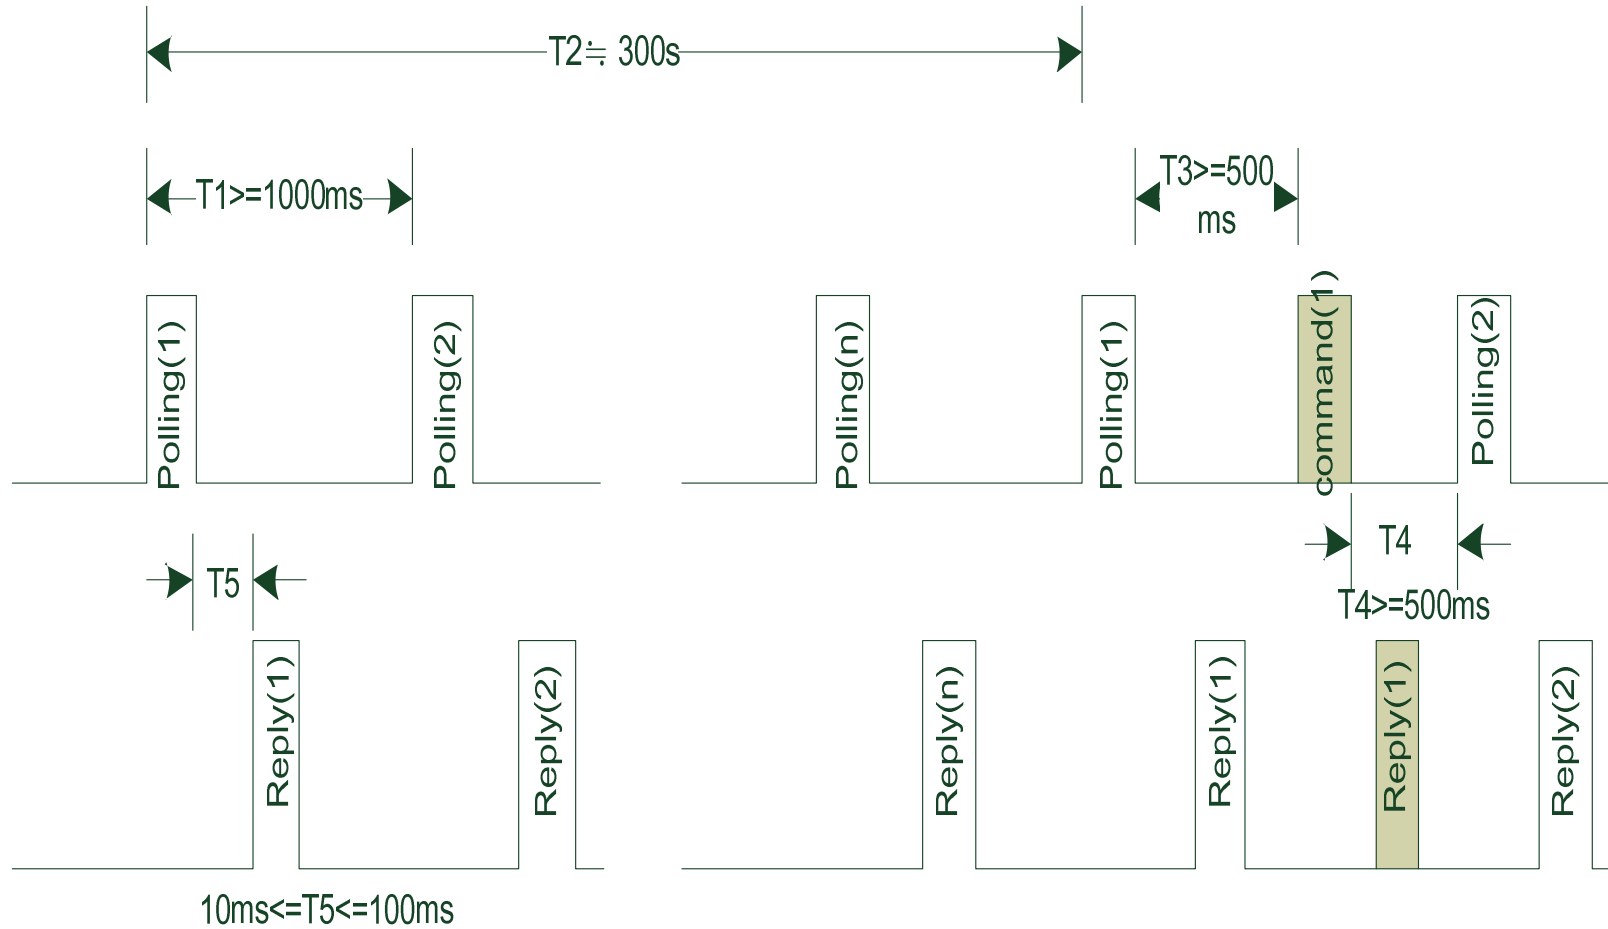 T2≒ 300s
T1>=1000ms
T3>=500
ms
Polling(1)
Polling(2)
Polling(n)
Polling(1)
command(1)
Polling(2)
T4
T4>=500ms
T5
Reply(1)
Reply(2)
Reply(n)
Reply(1)
Reply(1)
Reply(2)
10ms<=T5<=100ms